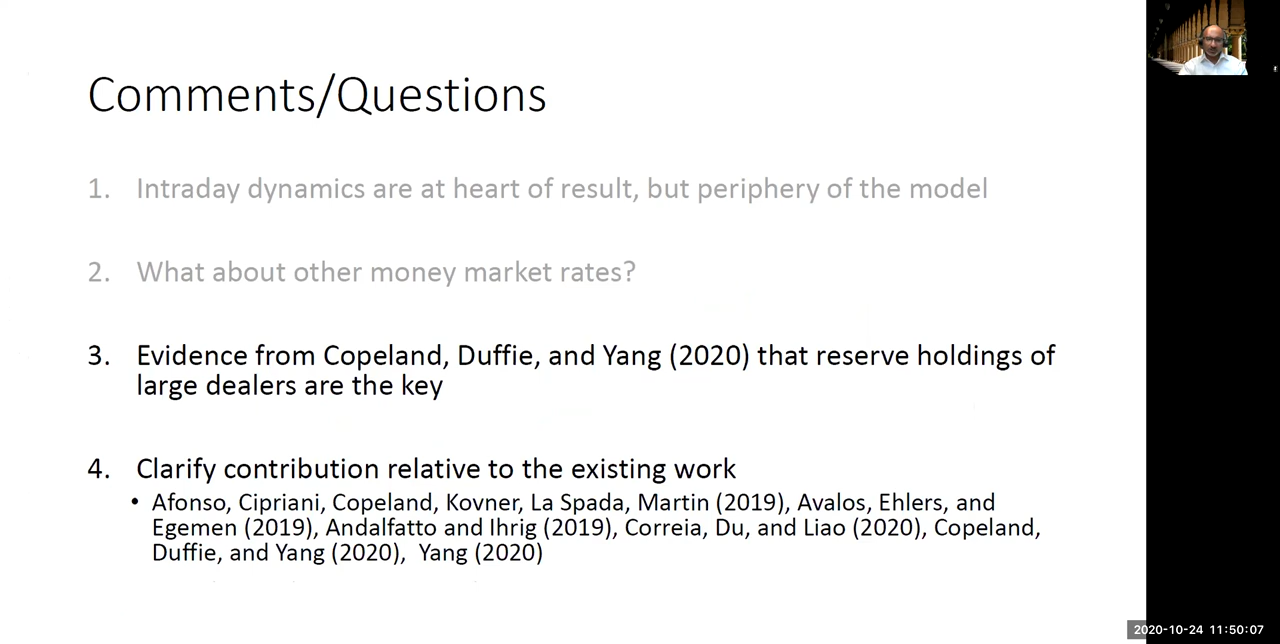 Comments/Questions
1. Intraday dynamics are at heart of result, but periphery of the model
2. What about other money market rates?
3. Evidence from Copeland, Duffie, and Yang (2020) that reserve holdings of
large dealers are the key
4. Clarify contribution relative to the existing work
• Afonso, Cipriani, Copeland, Kovner, La Spada, Martin (2019), Avalos, Ehlers, and
Egemen (2019), Andalfatto and Ihrig (2019), Correia, Du, and Liao (2020), Copeland,
Duffie, and Yang (2020), Yang (2020)
2020-10-24 11:50:07